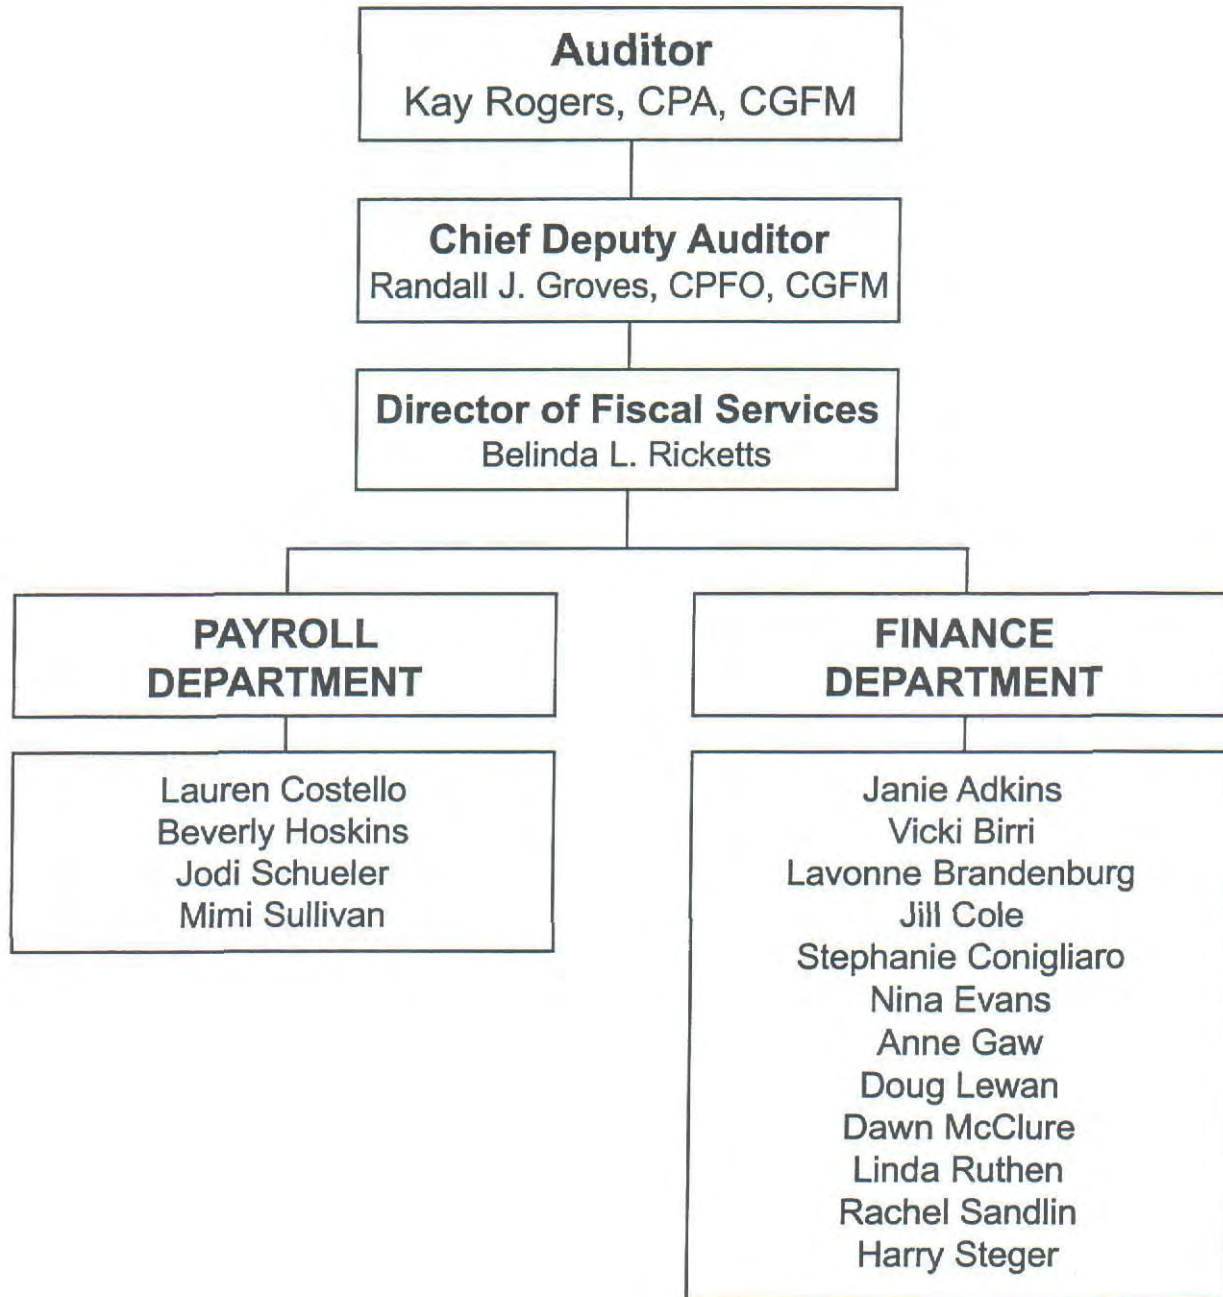 Auditor
Kay Rogers, CPA, CGFM
Chief Deputy Auditor
Randall J. Groves, CPFO, CGFM
Director of Fiscal Services
Belinda L. Ricketts
PAYROLL
DEPARTMENT
Lauren Costello
Beverly Hoskins
Jodi Schueler
Mimi Sullivan
FINANCE
DEPARTMENT
Janie Adkins
Vicki Birri
Lavonne Brandenburg
Jill Cole
Stephanie Conigliaro
Nina Evans
Anne Gaw
Doug Lewan
Dawn McClure
Linda Ruthen
Rachel Sandlin
Harry Steger